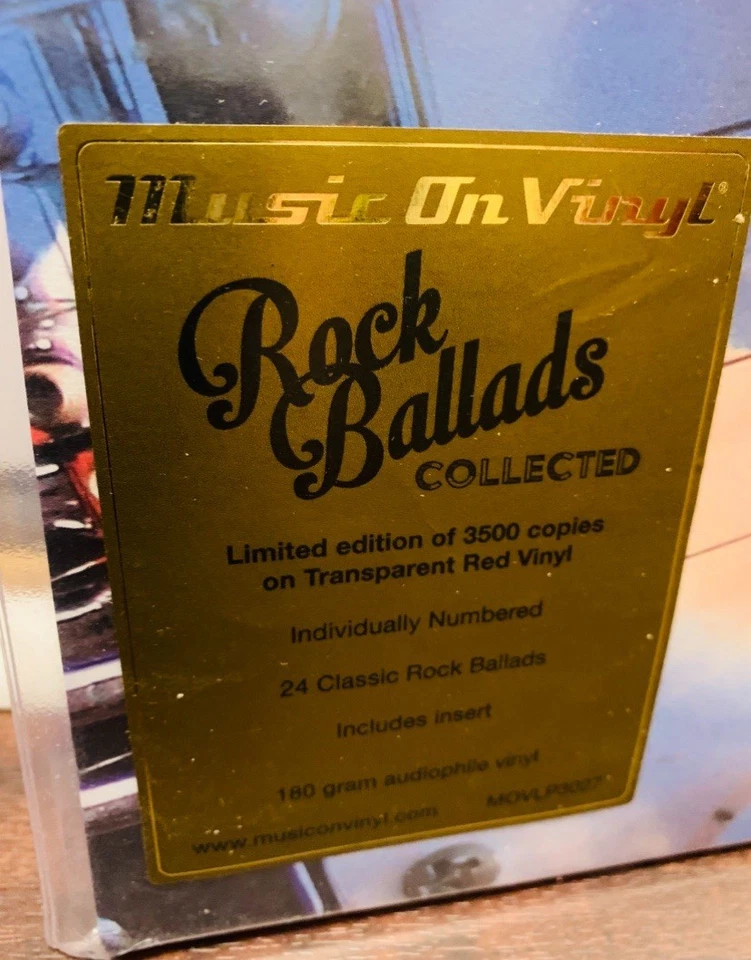 Music On Vinyl®
Rock
Ballads
COLLECTED
Limited edition of 3500 copies
on Transparent Red Vinyl
Individually Numbered
24 Classic Rock Ballads
Includes insert
180 gram audiophile vinyl
www.musiconvinyl.com MOVLP3027